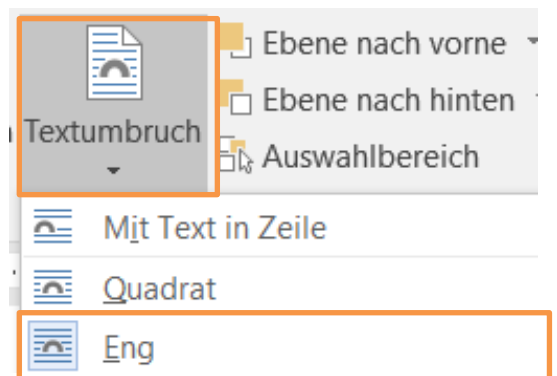 Ebene nach vorne
Ebene nach hinten
Textumbruch
Auswahlbereich
Mit Text in Zeile
Quadrat
Eng